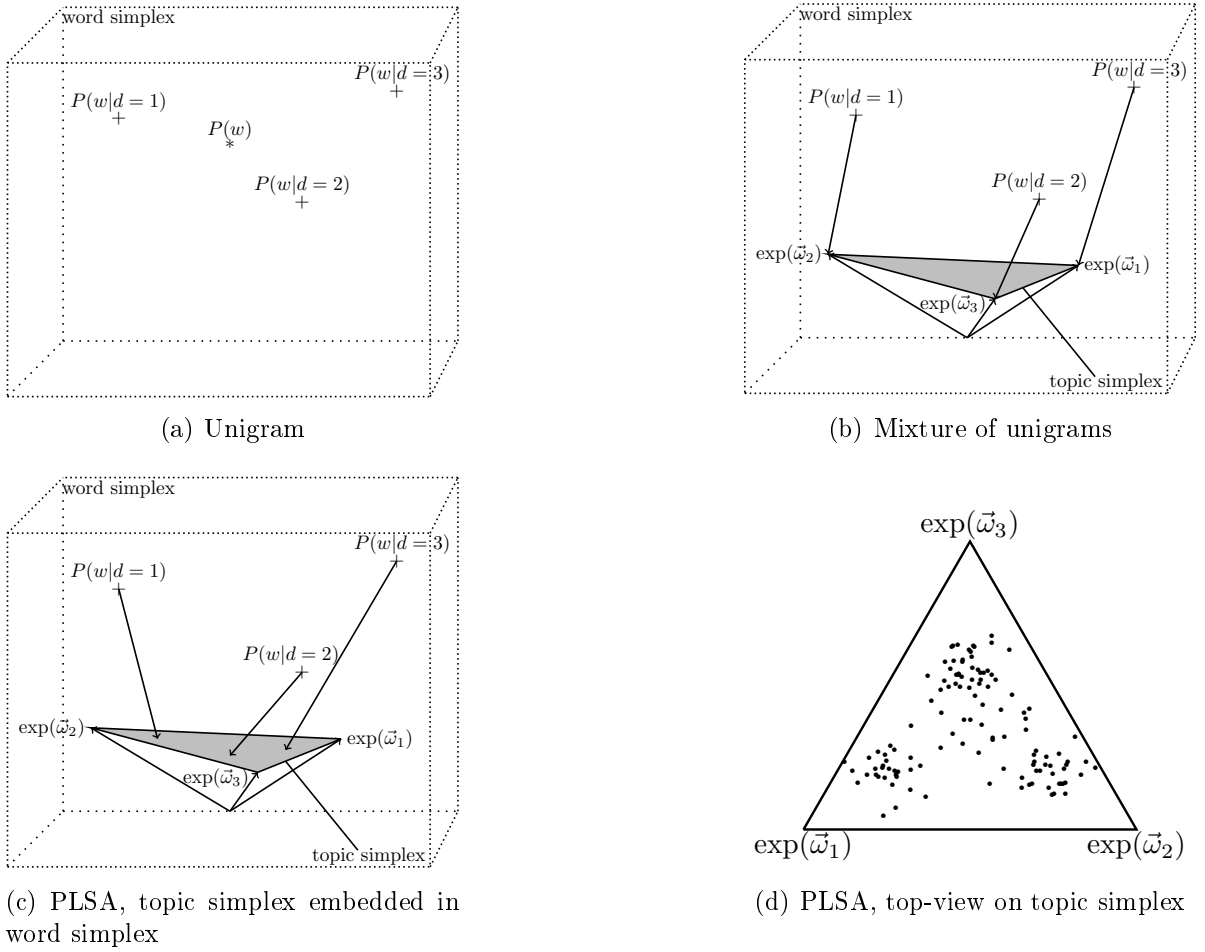 word simplex
P(w|d = 3)
P(w|d = 1)
P(w)
P(w|d = 2)
(a) Unigram
word simplex
P(w|d = 3)
P(w|d = 1)
P(w|d = 2)
exp(ω⃗₂)
exp(ω⃗₁)
exp(ω⃗₃)
topic simplex
(b) Mixture of unigrams
word simplex
P(w|d = 3)
P(w|d = 1)
P(w|d = 2)
exp(ω⃗₂)
exp(ω⃗₁)
exp(ω⃗₃)
topic simplex
(c) PLSA, topic simplex embedded in
word simplex
exp(ω⃗₃)
exp(ω⃗₁)
exp(ω⃗₂)
(d) PLSA, top-view on topic simplex